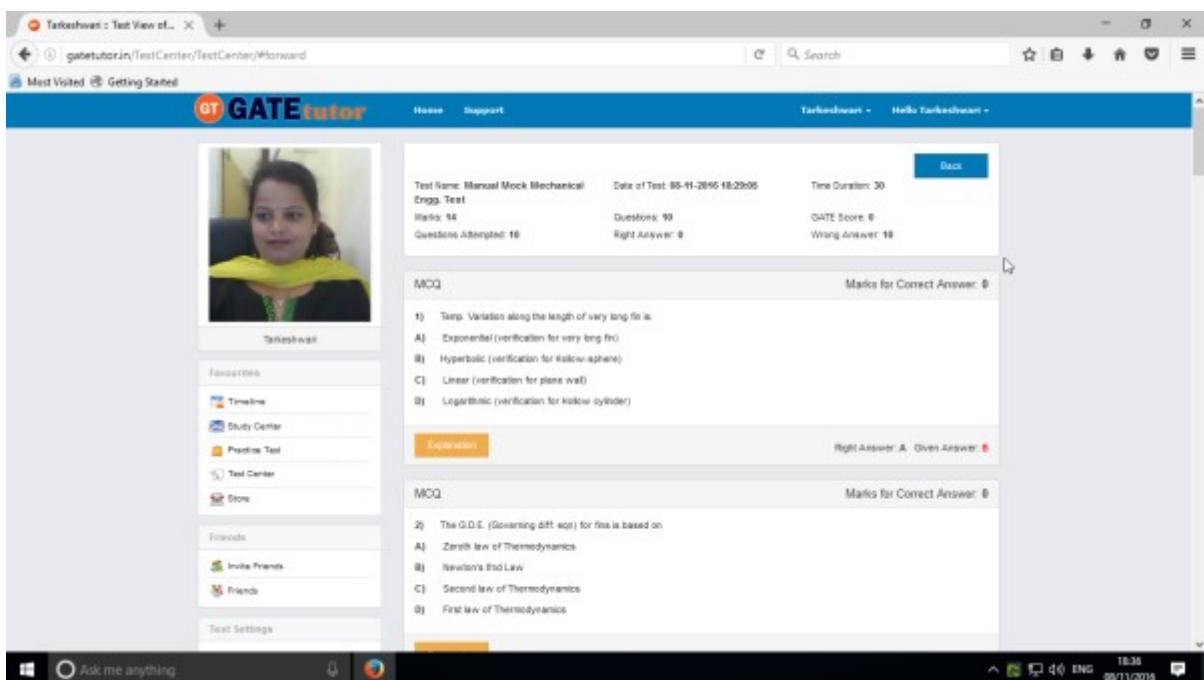 Tarkeshwari :: Test View of...
gatetutor.in/TestCenter/TestCenter/#forward
Search
Most Visited Getting Started
GT GATEtutor
Home Support Tarkeshwari Hello Tarkeshwari
Back
Test Name: Manual Mock Mechanical Engg. Test
Date of Test: 08-11-2016 18:29:06
Time Duration: 30
Marks: 14
Questions: 10
GATE Score: 0
Questions Attempted: 10
Right Answer: 0
Wrong Answer: 10
Tarkeshwari
Favourites
Timeline
Study Center
Practice Test
Test Center
Store
Friends
Invite Friends
Friends
Test Settings
MCQ Marks for Correct Answer: 0
1) Temp. Variation along the length of very long fin is.
A) Exponential (verification for very long fin)
B) Hyperbolic (verification for Hollow-sphere)
C) Linear (verification for plane wall)
D) Logarithmic (verification for Hollow cylinder)
Explanation
Right Answer: A Given Answer: B
MCQ Marks for Correct Answer: 0
2) The G.D.E. (Governing diff. eqn) for fins is based on
A) Zeroth law of Thermodynamics
B) Newton's IInd Law
C) Second law of Thermodynamics
D) First law of Thermodynamics
Ask me anything
ENG
18:36
08/11/2016